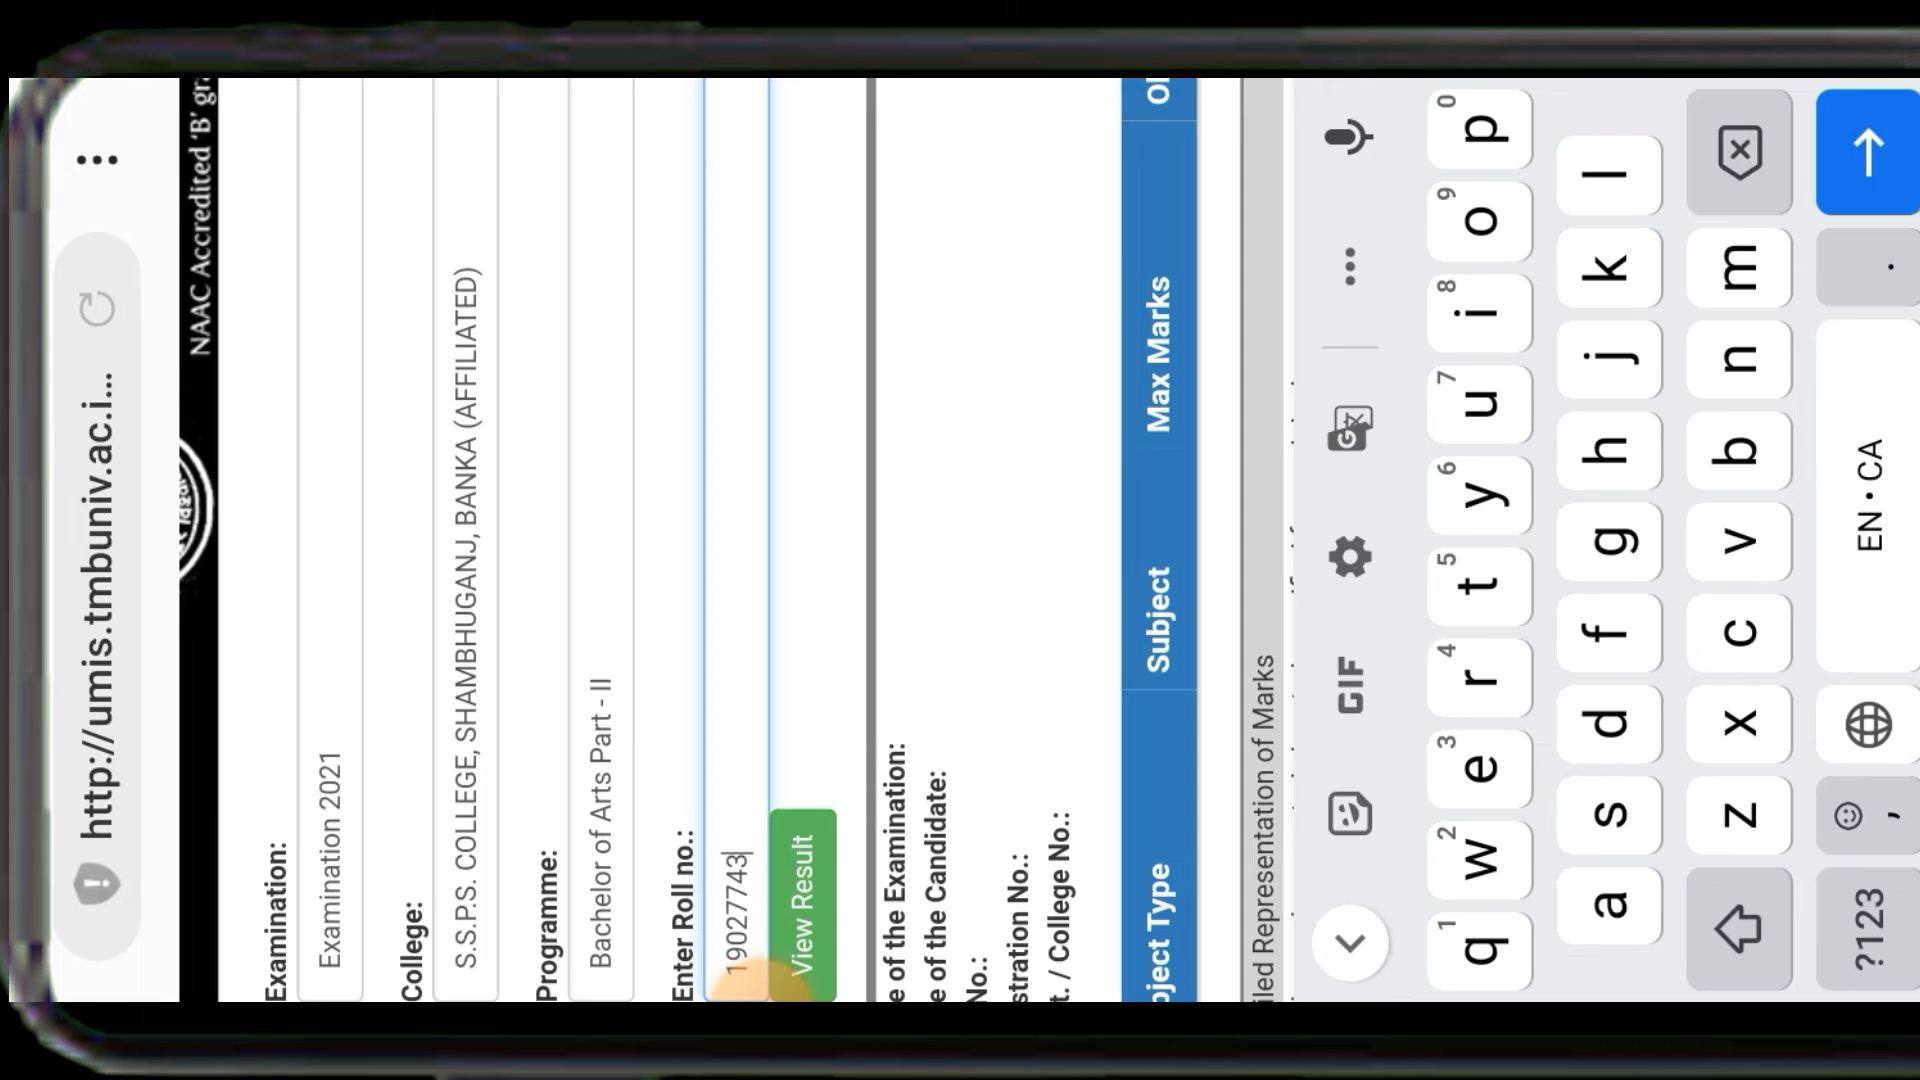 http://umis.tmbuniv.ac.i...
NAAC Accredited 'B' gr
Examination:
Examination 2021
College:
S.S.P.S. COLLEGE, SHAMBHUGANJ, BANKA (AFFILIATED)
Programme:
Bachelor of Arts Part - II
Enter Roll no.:
19027743
View Result
e of the Examination:
e of the Candidate:
No.:
stration No.:
t. / College No.:
bject Type Subject Max Marks
iled Representation of Marks
GIF
1 2 3 4 5 6 7 8 9 0
q w e r t y u i o p
a s d f g h j k l
z x c v b n m
?123 , EN • CA .